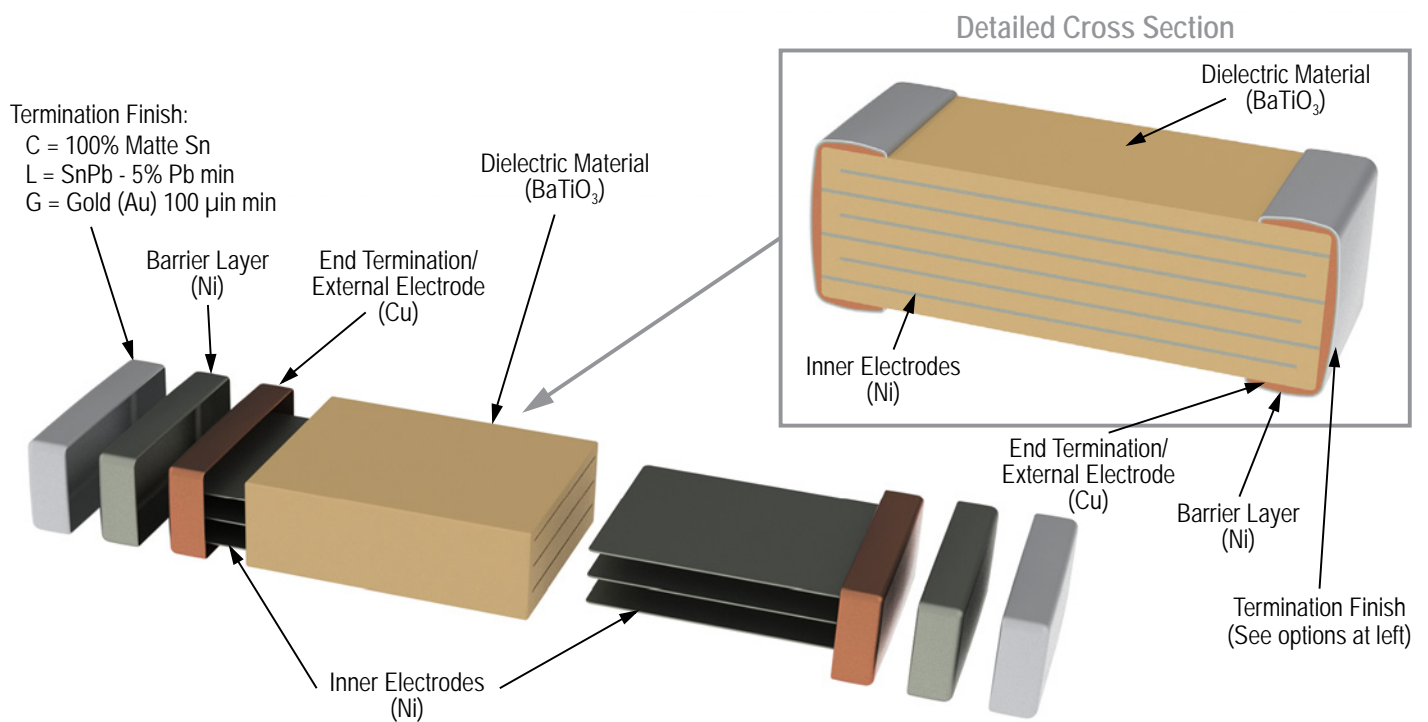 Detailed Cross Section
Dielectric Material
(BaTiO₃)
Inner Electrodes
(Ni)
End Termination/
External Electrode
(Cu)
Barrier Layer
(Ni)
Termination Finish
(See options at left)
Termination Finish:
C = 100% Matte Sn
L = SnPb - 5% Pb min
G = Gold (Au) 100 µin min
Barrier Layer
(Ni)
End Termination/
External Electrode
(Cu)
Dielectric Material
(BaTiO₃)
Inner Electrodes
(Ni)